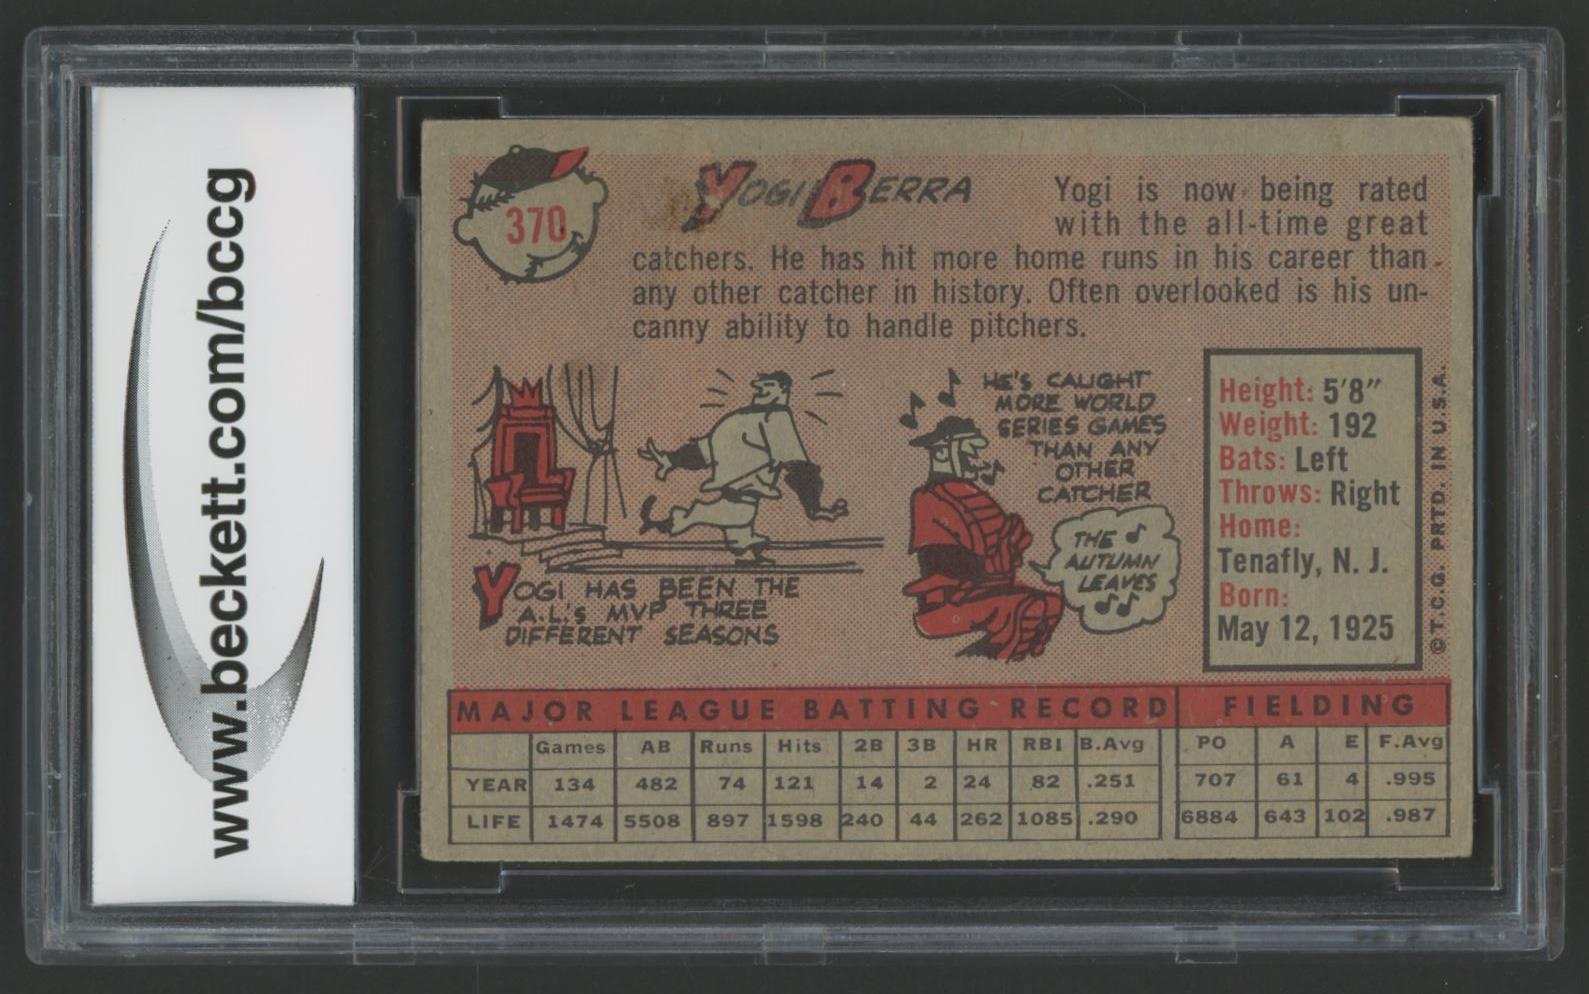 www.beckett.com/bccg
370
YOGI BERRA
Yogi is now being rated
with the all-time great
catchers. He has hit more home runs in his career than
any other catcher in history. Often overlooked is his un-
canny ability to handle pitchers.
HE'S CAUGHT
MORE WORLD
SERIES GAMES
THAN ANY
OTHER
CATCHER
THE
AUTUMN
LEAVES
YOGI HAS BEEN THE
A.L.'S MVP THREE
DIFFERENT SEASONS
Height: 5'8"
Weight: 192
Bats: Left
Throws: Right
Home:
Tenafly, N. J.
Born:
May 12, 1925
©T.C.G. PRTD. IN U.S.A.
MAJOR LEAGUE BATTING RECORD FIELDING
Games AB Runs Hits 2B 3B HR RBI B.Avg PO A E F.Avg
YEAR 134 482 74 121 14 2 24 82 .251 707 61 4 .995
LIFE 1474 5508 897 1598 240 44 262 1085 .290 6884 643 102 .987